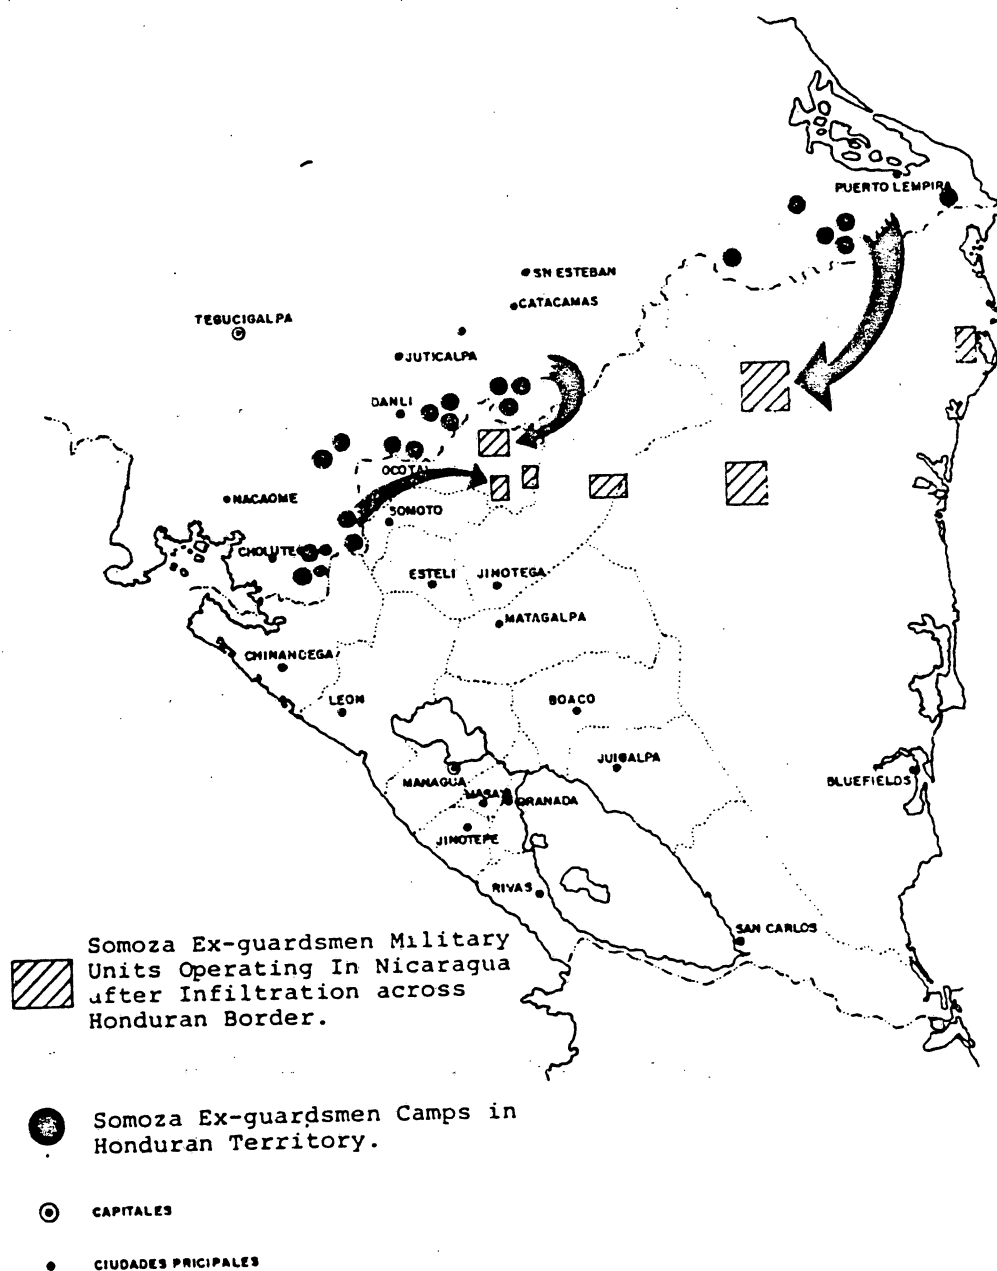 PUERTO LEMPIRA
SN ESTEBAN
CATACAMAS
TEGUCIGALPA
JUTICALPA
DANLI
OCOTAL
NACAOME
SOMOTO
CHOLUTE
ESTELI
JINOTEGA
MATAGALPA
CHINANDEGA
LEON
BOACO
JUIGALPA
MANAGUA
BLUEFIELDS
MASAYA
GRANADA
JINOTEPE
RIVAS
SAN CARLOS
Somoza Ex-guardsmen Military
Units Operating In Nicaragua
after Infiltration across
Honduran Border.
Somoza Ex-guardsmen Camps in
Honduran Territory.
CAPITALES
CIUDADES PRICIPALES